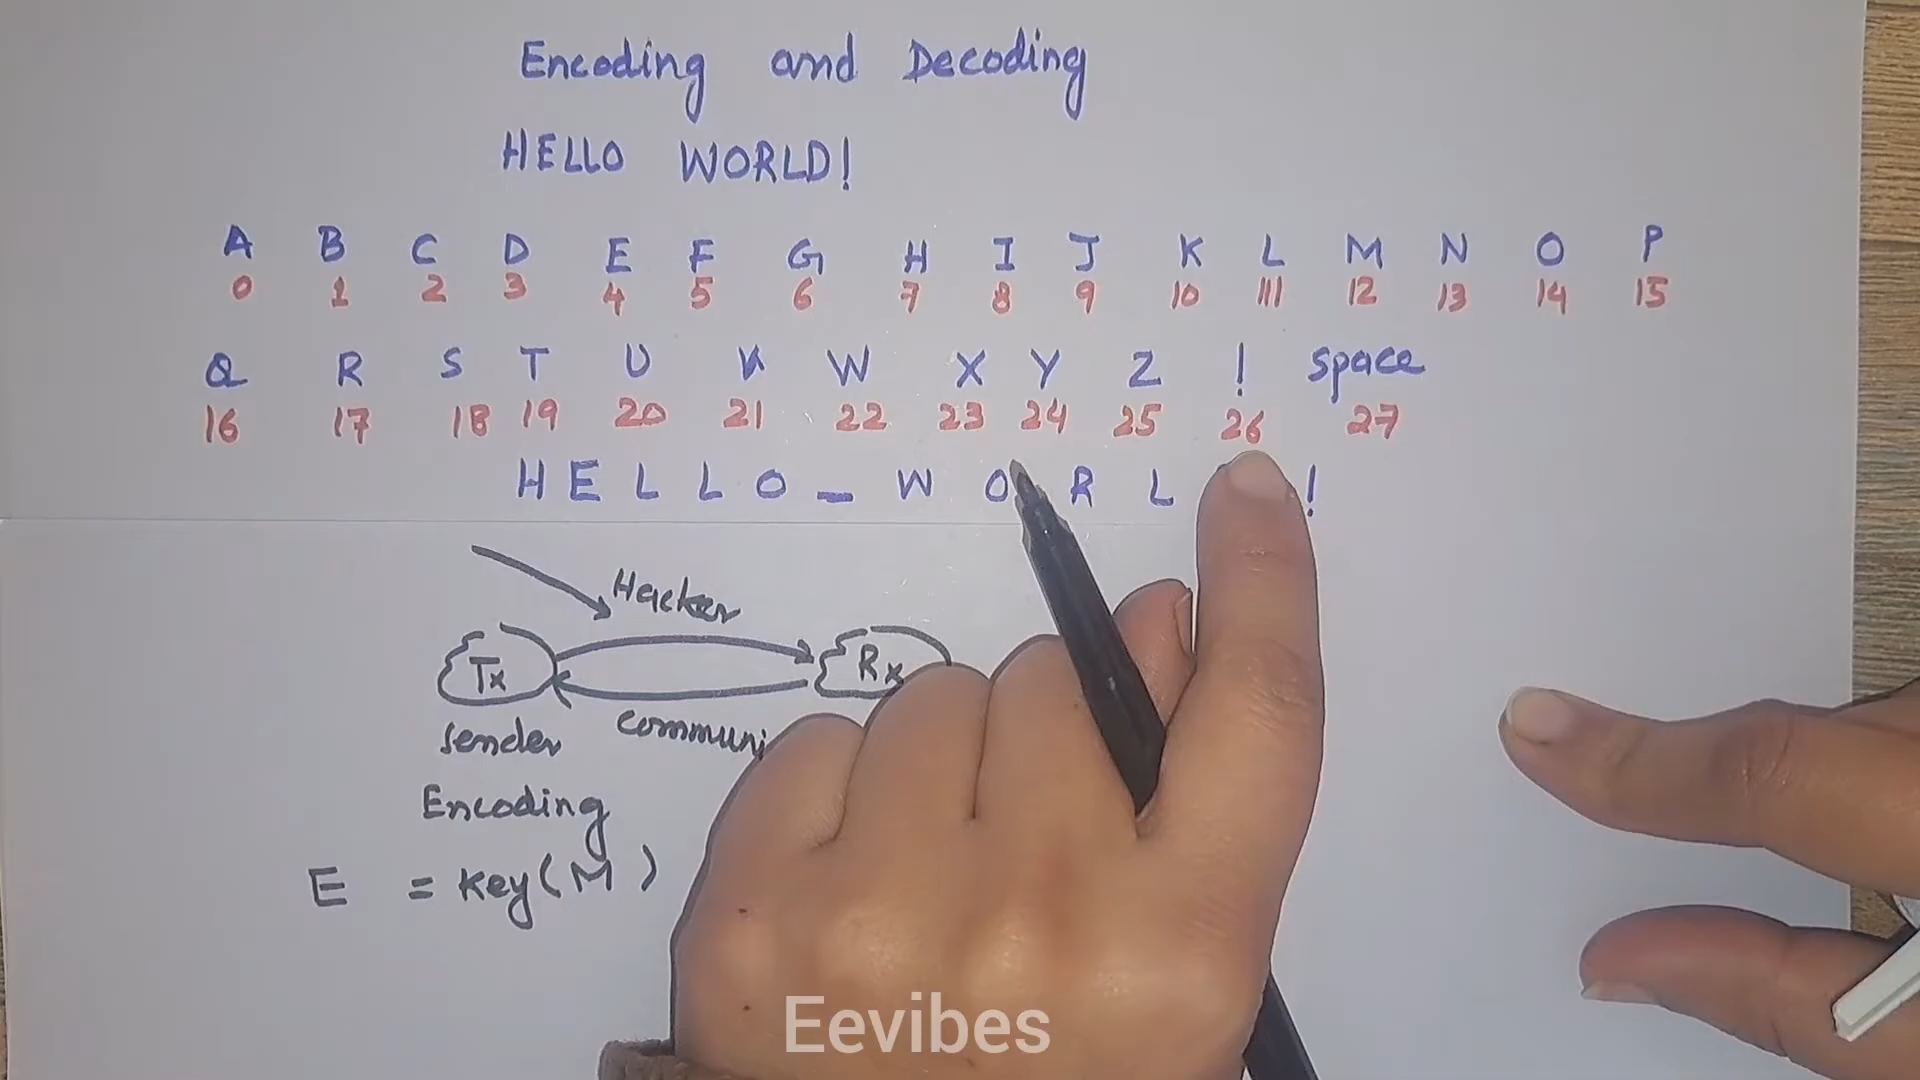 Encoding and Decoding
HELLO WORLD!
A B C D E F G H I J K L M N O P
0 1 2 3 4 5 6 7 8 9 10 11 12 13 14 15
Q R S T U V W X Y Z ! space
16 17 18 19 20 21 22 23 24 25 26 27
H E L L O _ W O R L !
Hacker
Tx Rx
sender communi
Encoding
E = Key(M)
Eevibes